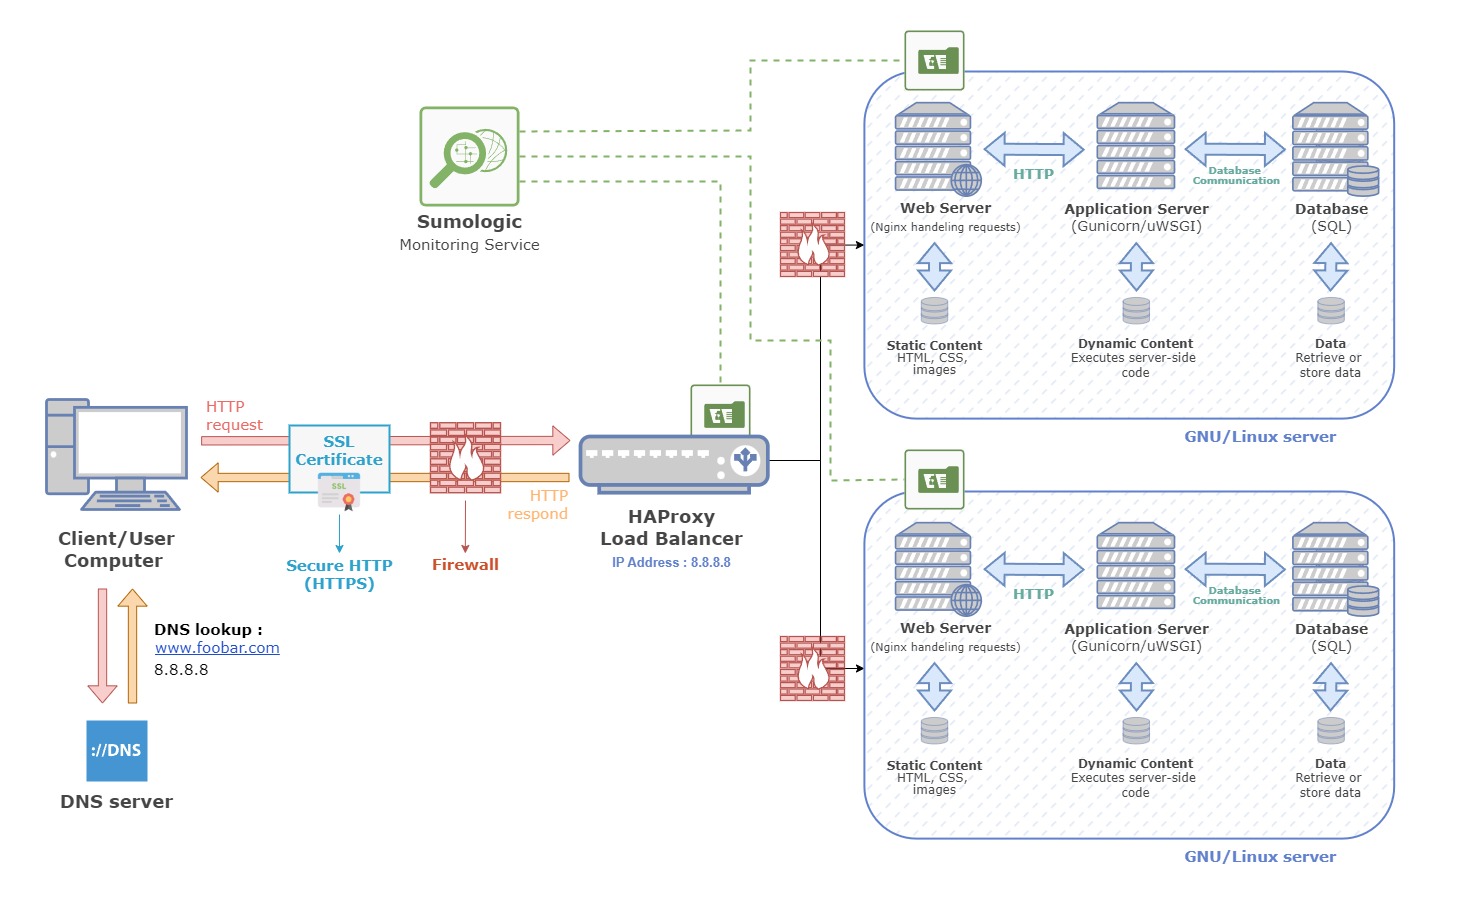 Sumologic
Monitoring Service
Web Server
(Nginx handeling requests)
HTTP
Application Server
(Gunicorn/uWSGI)
Database
Communication
Database
(SQL)
Static Content
HTML, CSS,
images
Dynamic Content
Executes server-side
code
Data
Retrieve or
store data
GNU/Linux server
HTTP
request
SSL
Certificate
SSL
HTTP
respond
Secure HTTP
(HTTPS)
Firewall
HAProxy
Load Balancer
IP Address : 8.8.8.8
Client/User
Computer
DNS lookup :
www.foobar.com
8.8.8.8
://DNS
DNS server
Web Server
(Nginx handeling requests)
HTTP
Application Server
(Gunicorn/uWSGI)
Database
Communication
Database
(SQL)
Static Content
HTML, CSS,
images
Dynamic Content
Executes server-side
code
Data
Retrieve or
store data
GNU/Linux server